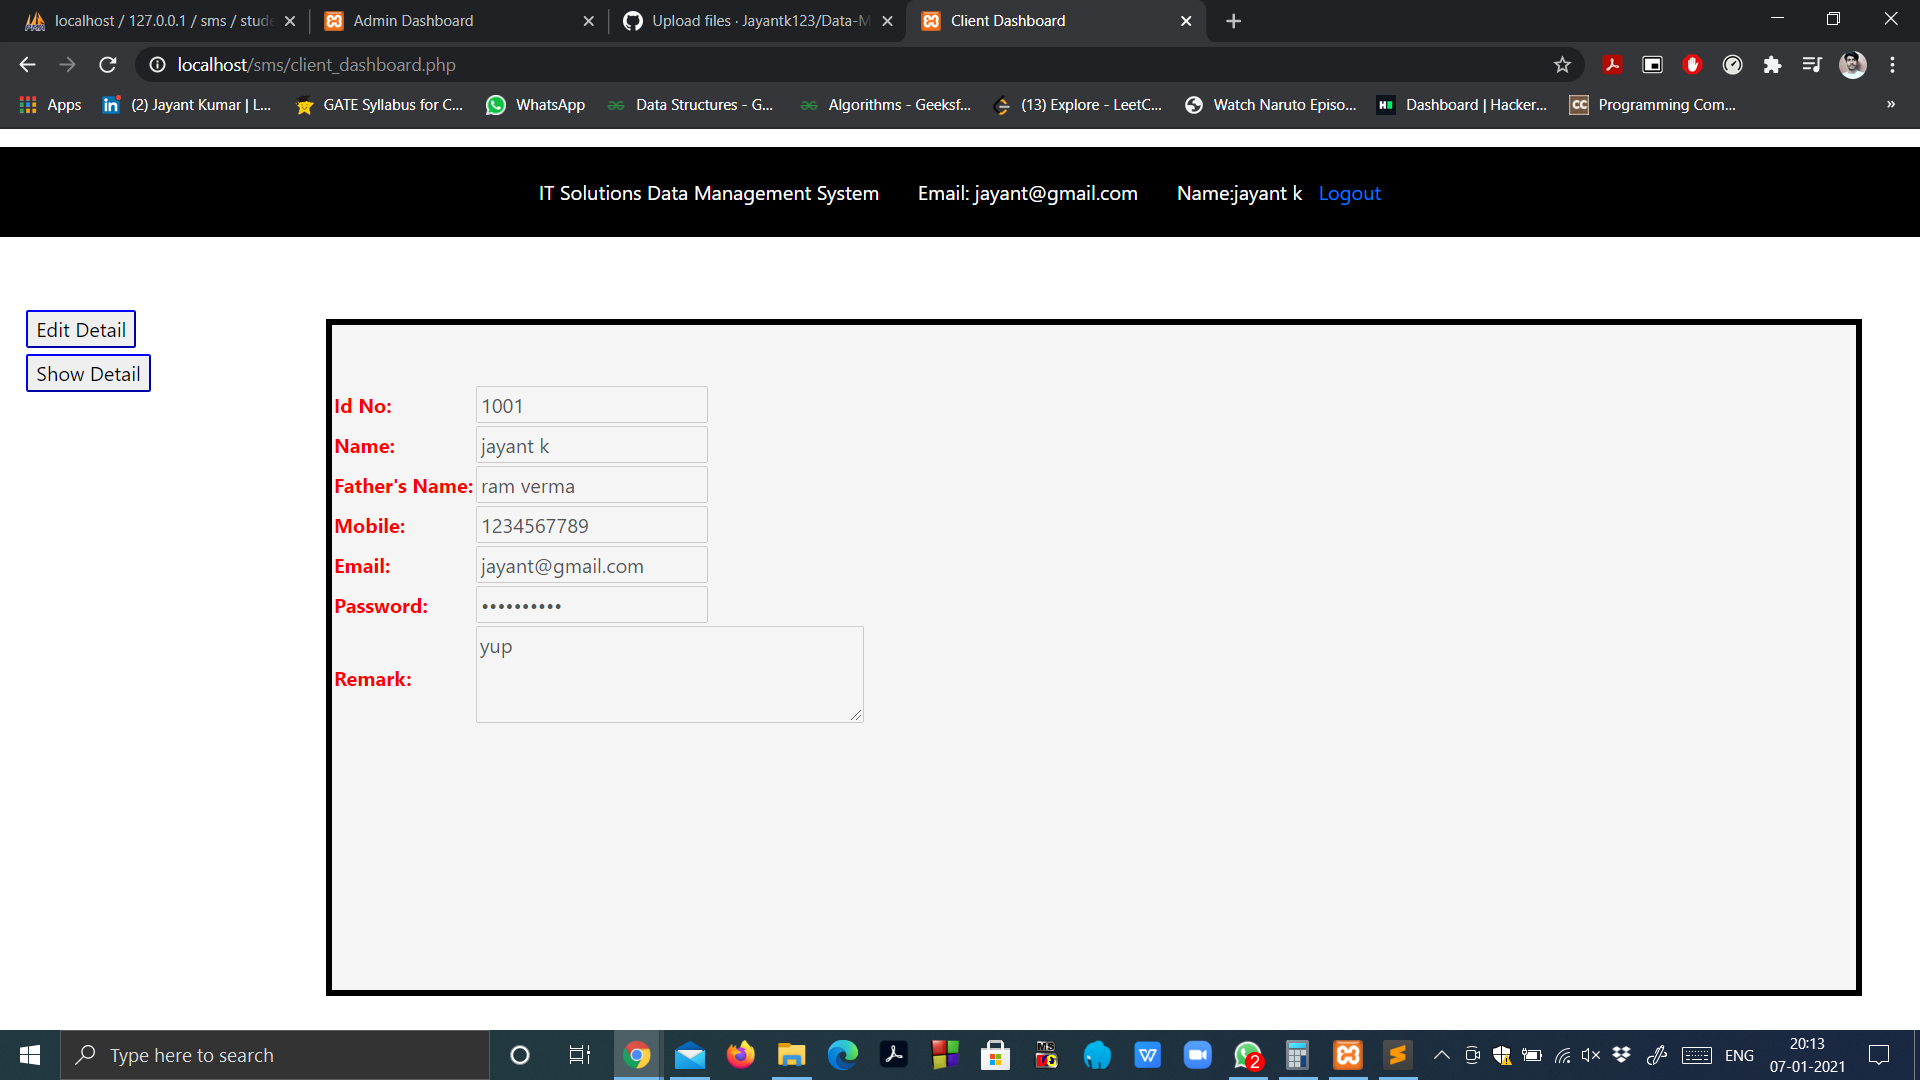 localhost / 127.0.0.1 / sms / stude
Admin Dashboard
Upload files · Jayantk123/Data-M
Client Dashboard
localhost/sms/client_dashboard.php
Apps
(2) Jayant Kumar | L...
GATE Syllabus for C...
WhatsApp
Data Structures - G...
Algorithms - Geeksf...
(13) Explore - LeetC...
Watch Naruto Episo...
Dashboard | Hacker...
Programming Com...
»
IT Solutions Data Management System Email: jayant@gmail.com Name:jayant k Logout
Edit Detail
Show Detail
Id No: 1001
Name: jayant k
Father's Name: ram verma
Mobile: 1234567789
Email: jayant@gmail.com
Password: ••••••••••
Remark: yup
Type here to search
2
ENG
20:13
07-01-2021